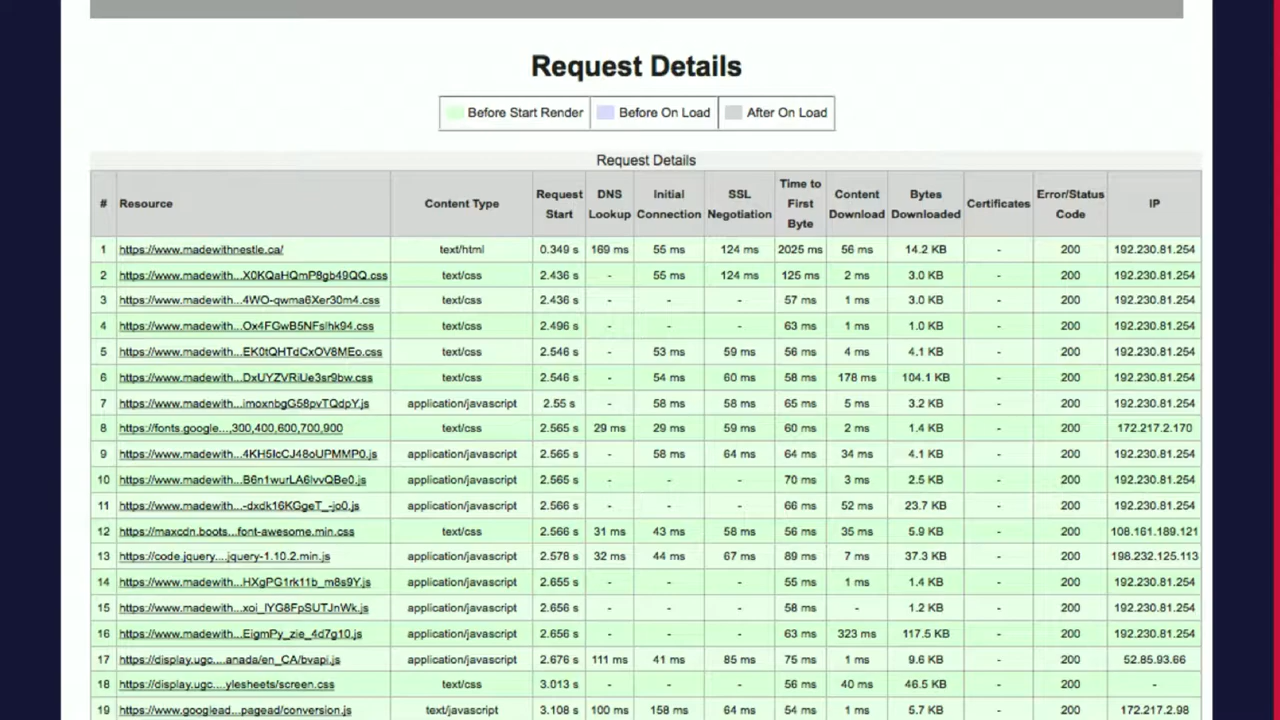 Request Details
Before Start Render Before On Load After On Load
Request Details
# Resource Content Type Request Start DNS Lookup Initial Connection SSL Negotiation Time to First Byte Content Download Bytes Downloaded Certificates Error/Status Code IP
1 https://www.madewithnestle.ca/ text/html 0.349 s 169 ms 55 ms 124 ms 2025 ms 56 ms 14.2 KB - 200 192.230.81.254
2 https://www.madewith...X0KQaHQmP8gb49QQ.css text/css 2.436 s - 55 ms 124 ms 125 ms 2 ms 3.0 KB - 200 192.230.81.254
3 https://www.madewith...4WO-qwma6Xer30m4.css text/css 2.436 s - - - 57 ms 1 ms 3.0 KB - 200 192.230.81.254
4 https://www.madewith...Ox4FGwB5NFslhk94.css text/css 2.496 s - - - 63 ms 1 ms 1.0 KB - 200 192.230.81.254
5 https://www.madewith...EK0tQHTdCxOV8MEo.css text/css 2.546 s - 53 ms 59 ms 56 ms 4 ms 4.1 KB - 200 192.230.81.254
6 https://www.madewith...DxUYZVRiUe3sr9bw.css text/css 2.546 s - 54 ms 60 ms 58 ms 178 ms 104.1 KB - 200 192.230.81.254
7 https://www.madewith...imoxnbgG58pvTQdpY.js application/javascript 2.55 s - 58 ms 58 ms 65 ms 5 ms 3.2 KB - 200 192.230.81.254
8 https://fonts.google...,300,400,600,700,900 text/css 2.565 s 29 ms 29 ms 59 ms 60 ms 2 ms 1.4 KB - 200 172.217.2.170
9 https://www.madewith...4KH5IcCJ48oUPMMP0.js application/javascript 2.565 s - 58 ms 64 ms 64 ms 34 ms 4.1 KB - 200 192.230.81.254
10 https://www.madewith...B6n1wurLA6lvvQBe0.js application/javascript 2.565 s - - - 70 ms 3 ms 2.5 KB - 200 192.230.81.254
11 https://www.madewith...-dxdk16KGgeT_-jo0.js application/javascript 2.566 s - - - 66 ms 52 ms 23.7 KB - 200 192.230.81.254
12 https://maxcdn.boots...font-awesome.min.css text/css 2.566 s 31 ms 43 ms 58 ms 56 ms 35 ms 5.9 KB - 200 108.161.189.121
13 https://code.jquery....jquery-1.10.2.min.js application/javascript 2.578 s 32 ms 44 ms 67 ms 89 ms 7 ms 37.3 KB - 200 198.232.125.113
14 https://www.madewith...HXgPG1rk11b_m8s9Y.js application/javascript 2.655 s - - - 55 ms 1 ms 1.4 KB - 200 192.230.81.254
15 https://www.madewith...xoi_IYG8FpSUTJnWk.js application/javascript 2.656 s - - - 58 ms - 1.2 KB - 200 192.230.81.254
16 https://www.madewith...EigmPy_zie_4d7g10.js application/javascript 2.656 s - - - 63 ms 323 ms 117.5 KB - 200 192.230.81.254
17 https://display.ugc....anada/en_CA/bvapi.js application/javascript 2.676 s 111 ms 41 ms 85 ms 75 ms 1 ms 9.6 KB - 200 52.85.93.66
18 https://display.ugc....ylesheets/screen.css text/css 3.013 s - - - 56 ms 40 ms 46.5 KB - 200 -
19 https://www.googlead...pagead/conversion.js text/javascript 3.108 s 100 ms 158 ms 64 ms 54 ms 1 ms 5.7 KB - 200 172.217.2.98